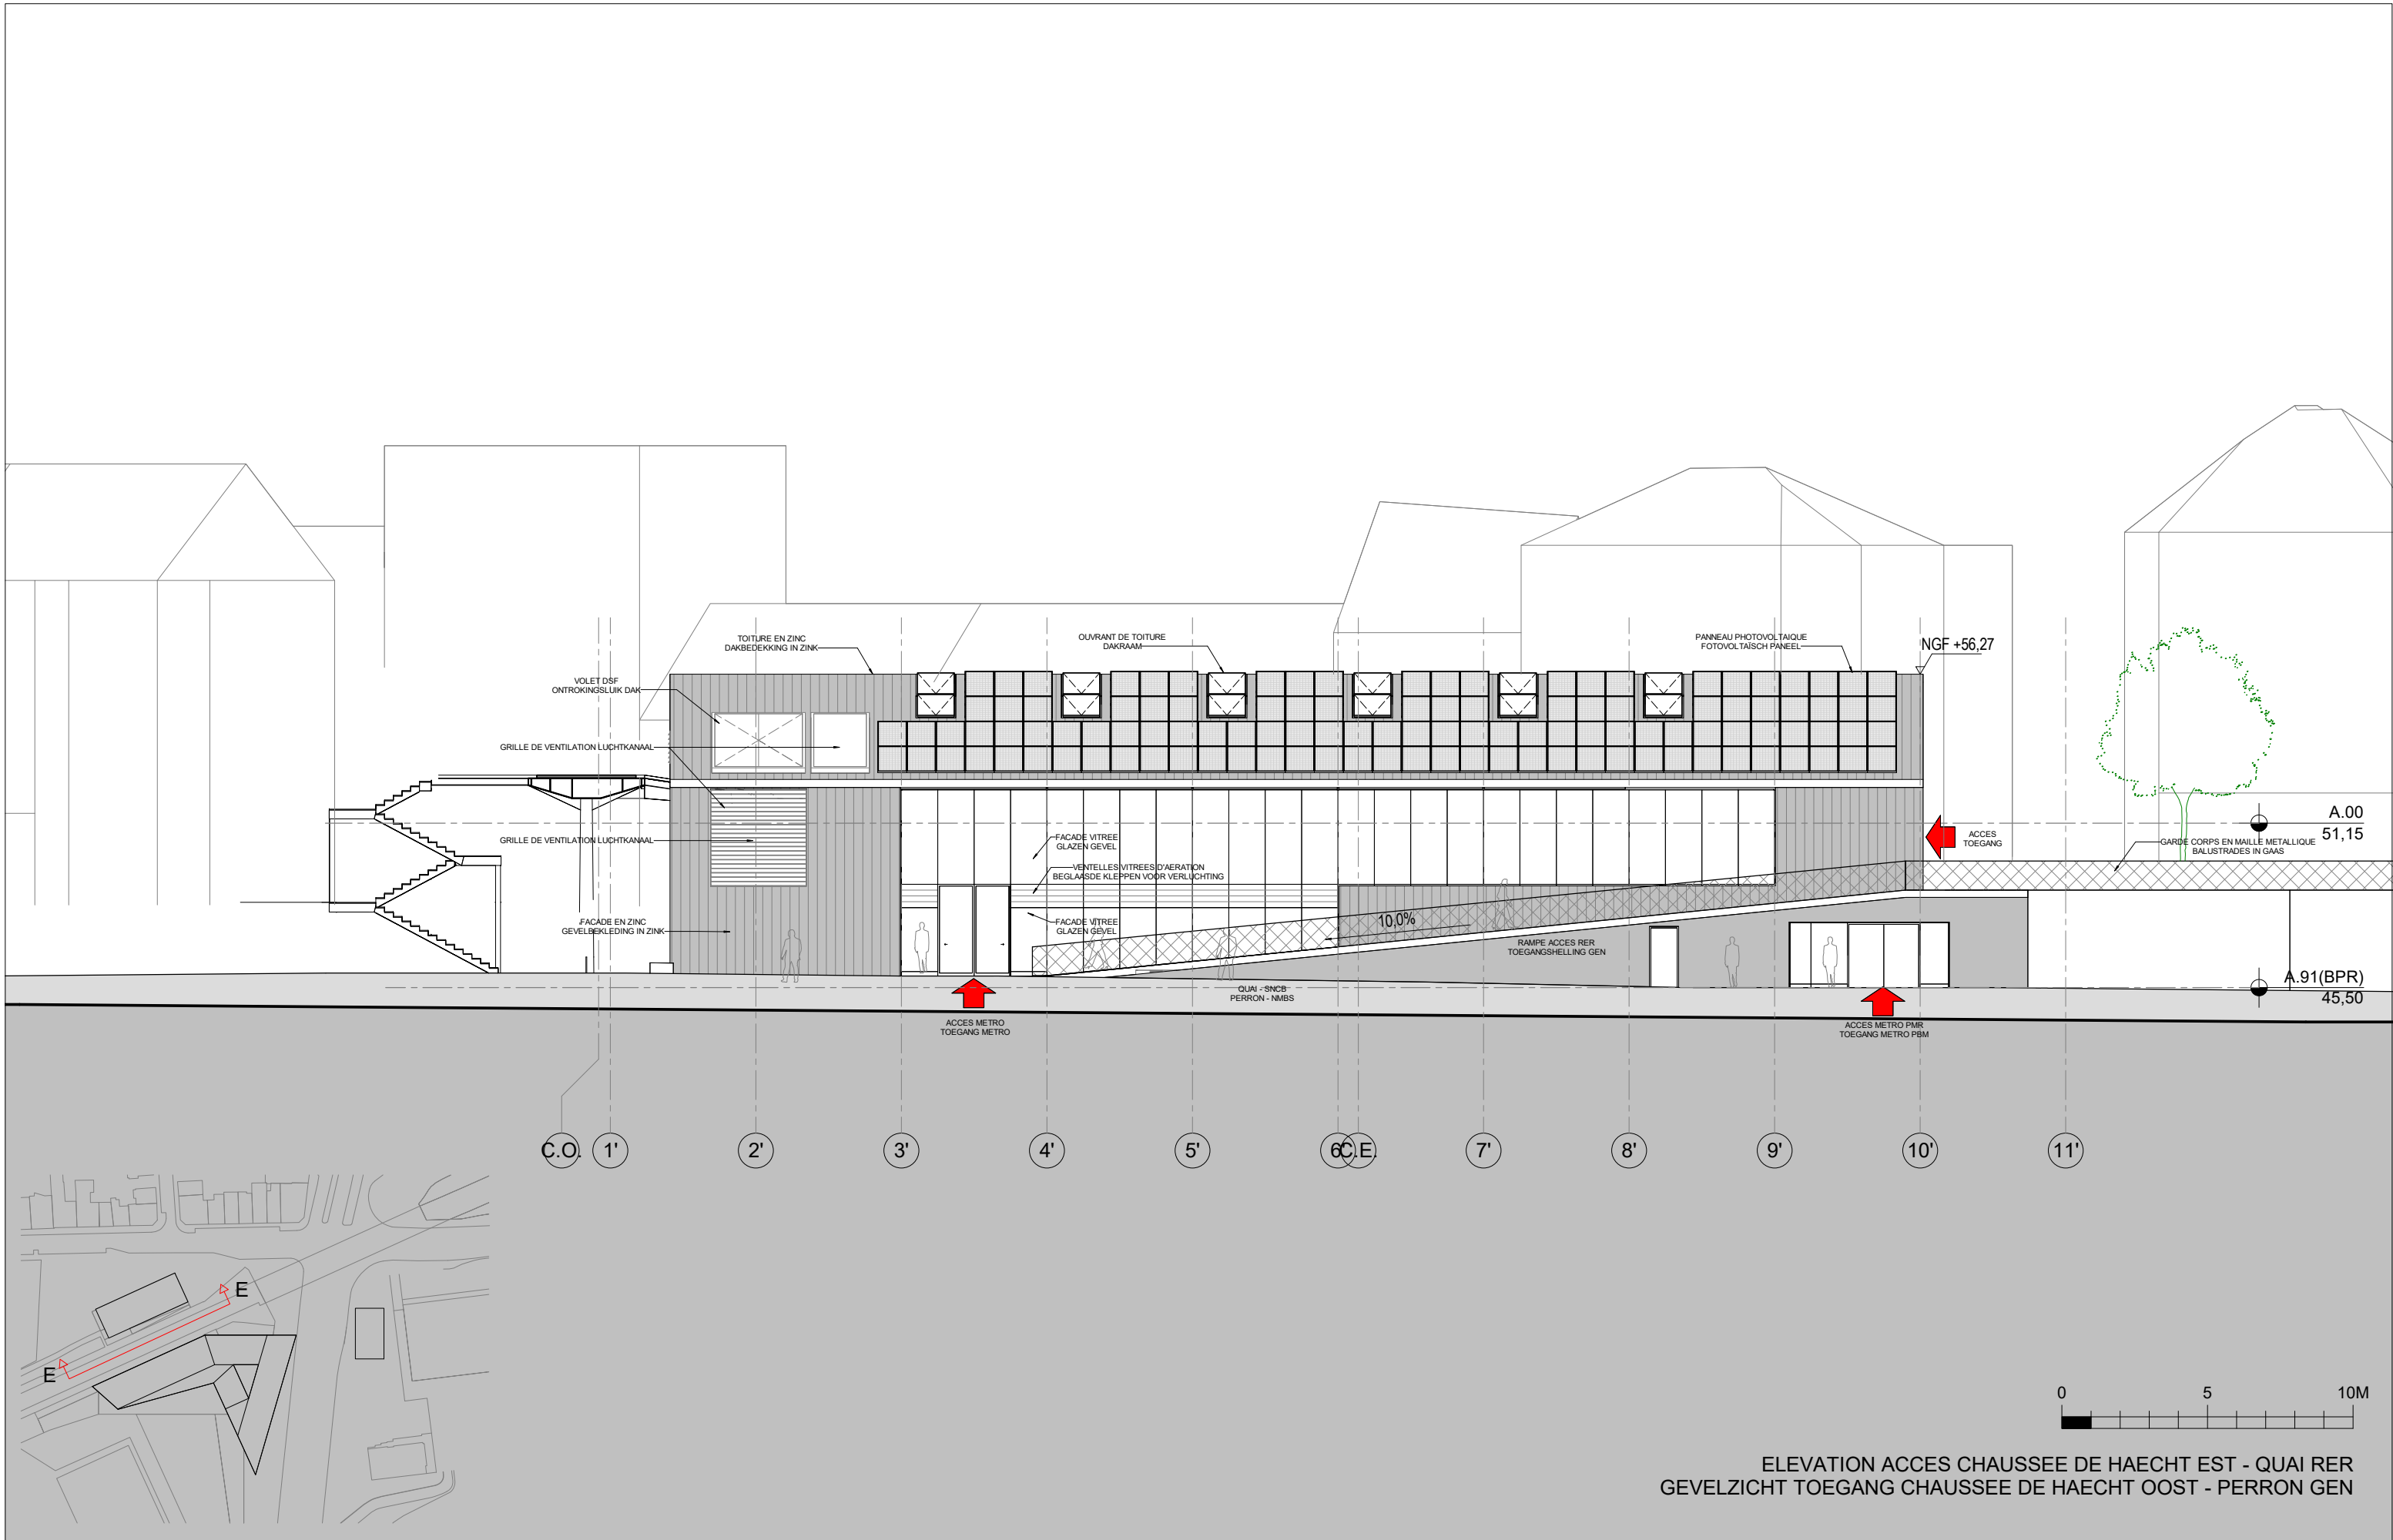 TOITURE EN ZINC
DAKBEDEKKING IN ZINK
OUVRANT DE TOITURE
DAKRAAM
PANNEAU PHOTOVOLTAIQUE
FOTOVOLTAÏSCH PANEEL
NGF +56,27
VOLET DSF
ONTROKINGSLUIK DAK
GRILLE DE VENTILATION LUCHTKANAAL
GRILLE DE VENTILATION LUCHTKANAAL
FACADE VITREE
GLAZEN GEVEL
VENTELLES VITREES D'AERATION
BEGLAASDE KLEPPEN VOOR VERLUCHTING
FACADE VITREE
GLAZEN GEVEL
FACADE EN ZINC
GEVELBEKLEDING IN ZINK
10,0%
RAMPE ACCES RER
TOEGANGSHELLING GEN
ACCES
TOEGANG
A.00
51,15
GARDE CORPS EN MAILLE METALLIQUE
BALUSTRADES IN GAAS
A.91(BPR)
45,50
QUAI - SNCB
PERRON - NMBS
ACCES METRO
TOEGANG METRO
ACCES METRO PMR
TOEGANG METRO PBM
C.O. 1' 2' 3' 4' 5' 6' C.E. 7' 8' 9' 10' 11'
E
E
0 5 10M
ELEVATION ACCES CHAUSSEE DE HAECHT EST - QUAI RER
GEVELZICHT TOEGANG CHAUSSEE DE HAECHT OOST - PERRON GEN